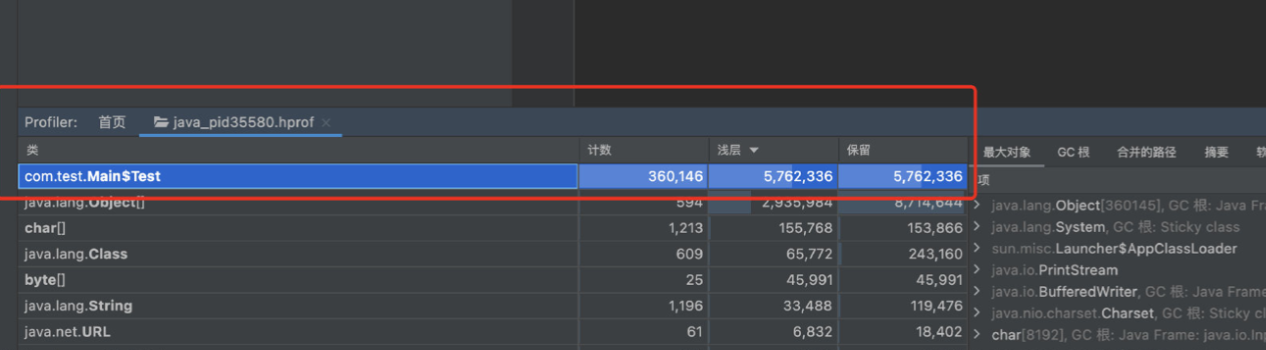 Profiler: 首页 java_pid35580.hprof ×
类 计数 浅层 保留
com.test.Main$Test 360,146 5,762,336 5,762,336
java.lang.Object[] 594 2,935,984 8,714,644
char[] 1,213 155,768 153,866
java.lang.Class 609 65,772 243,160
byte[] 25 45,991 45,991
java.lang.String 1,196 33,488 119,476
java.net.URL 61 6,832 18,402
最大对象 GC 根 合并的路径 摘要
项
java.lang.Object[360145], GC 根: Java Fra
java.lang.System, GC 根: Sticky class
sun.misc.Launcher$AppClassLoader
java.io.PrintStream
java.io.BufferedWriter, GC 根: Java Frame
java.nio.charset.Charset, GC 根: Sticky cl
char[8192], GC 根: Java Frame: java.io.Inp